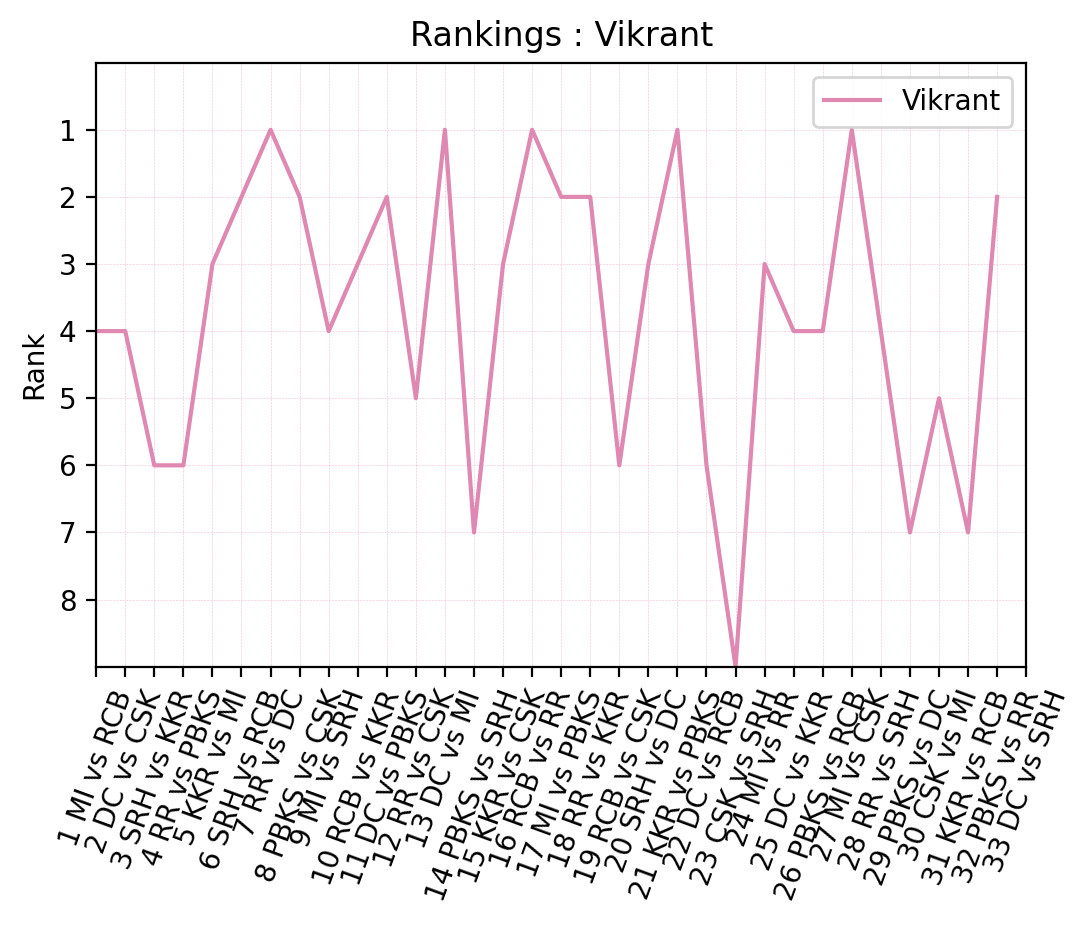 Rankings : Vikrant
Vikrant
Rank
1
2
3
4
5
6
7
8
1 MI vs RCB
2 DC vs CSK
3 SRH vs KKR
4 RR vs PBKS
5 KKR vs MI
6 SRH vs RCB
7 RR vs DC
8 PBKS vs CSK
9 MI vs SRH
10 RCB vs KKR
11 DC vs PBKS
12 RR vs CSK
13 DC vs MI
14 PBKS vs SRH
15 KKR vs CSK
16 RCB vs RR
17 MI vs PBKS
18 RR vs KKR
19 RCB vs CSK
20 SRH vs DC
21 KKR vs PBKS
22 DC vs RCB
23 CSK vs SRH
24 MI vs RR
25 DC vs KKR
26 PBKS vs RCB
27 MI vs CSK
28 RR vs SRH
29 PBKS vs DC
30 CSK vs MI
31 KKR vs RCB
32 PBKS vs RR
33 DC vs SRH